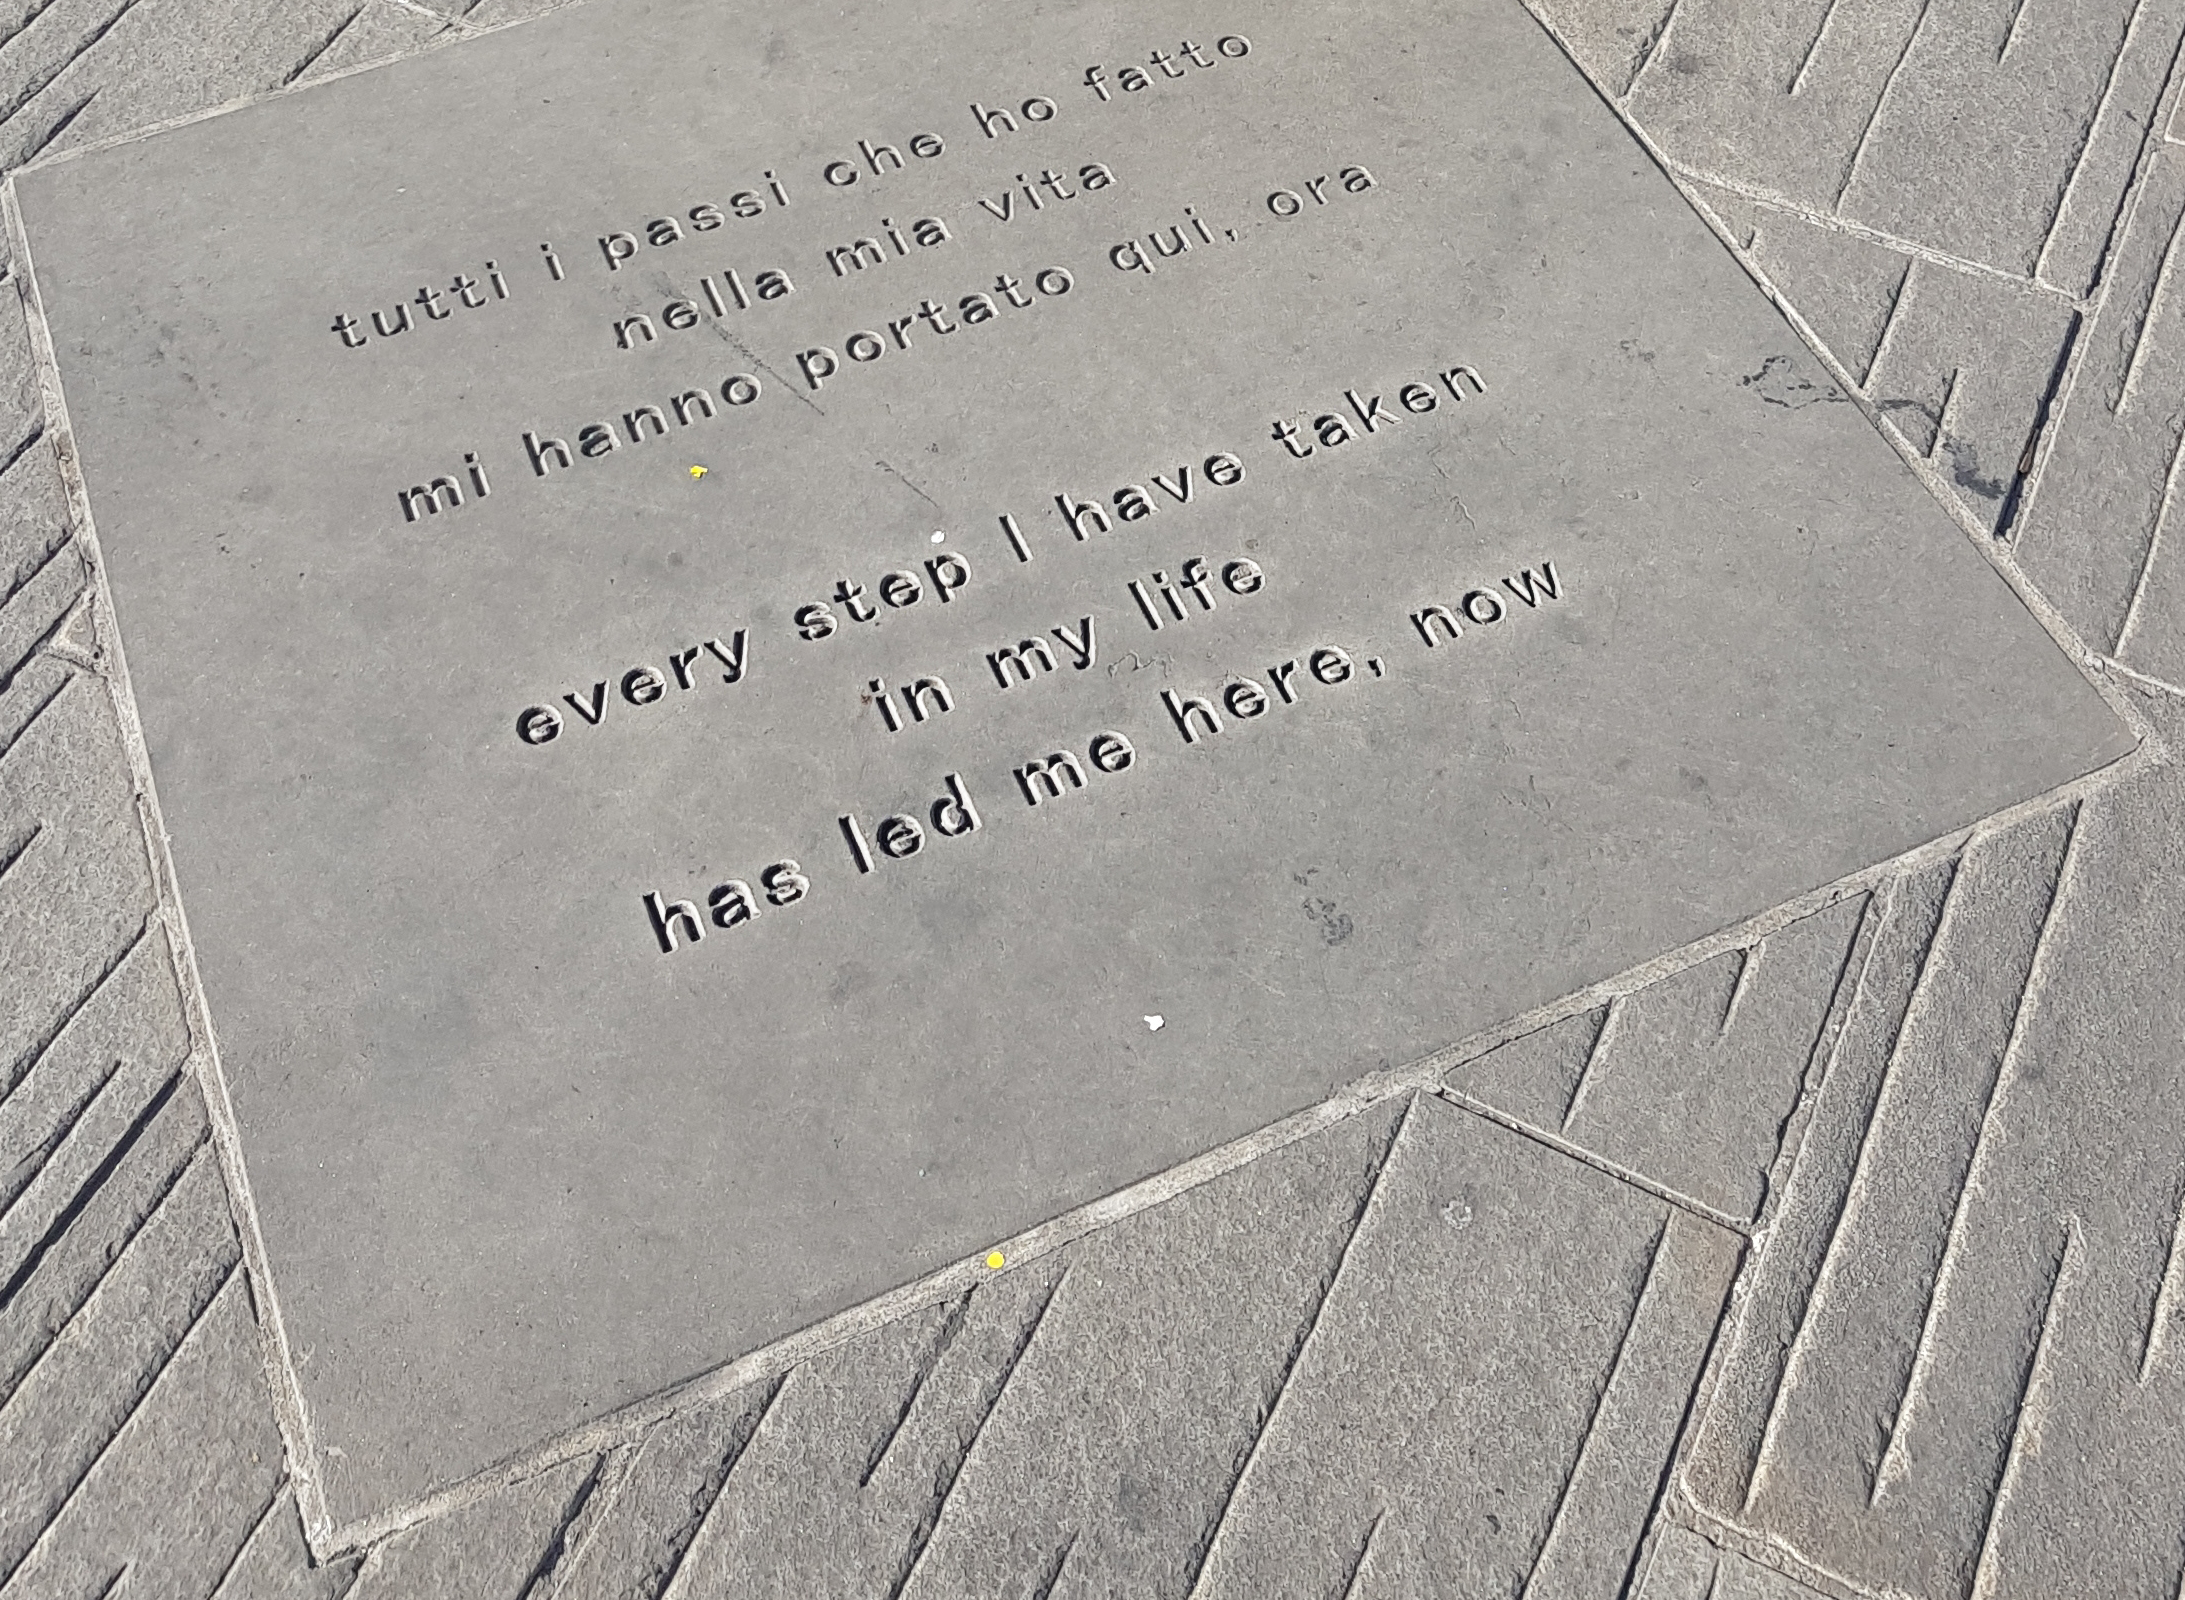 tutti i passi che ho fatto
nella mia vita
mi hanno portato qui, ora
every step I have taken
in my life
has led me here, now